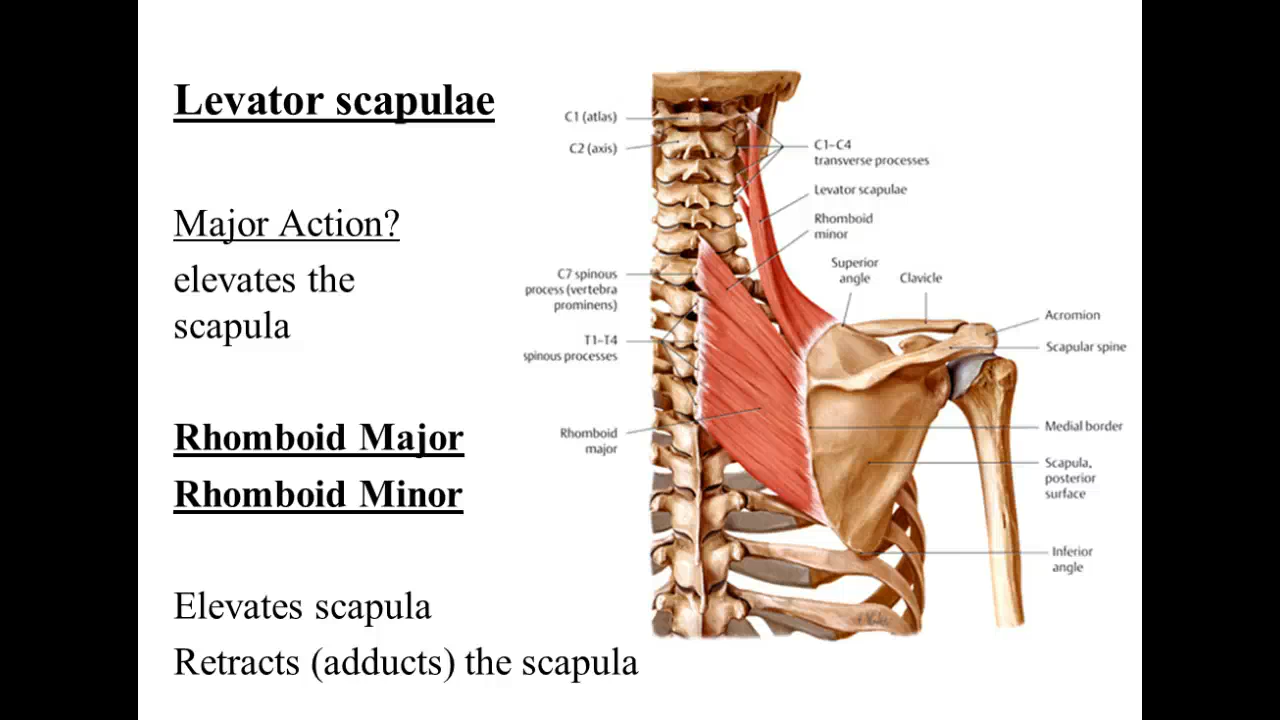 Levator scapulae
Major Action?
elevates the
scapula
Rhomboid Major
Rhomboid Minor
Elevates scapula
Retracts (adducts) the scapula
C1 (atlas)
C2 (axis)
C7 spinous
process (vertebra
prominens)
T1–T4
spinous processes
Rhomboid
major
C1–C4
transverse processes
Levator scapulae
Rhomboid
minor
Superior
angle
Clavicle
Acromion
Scapular spine
Medial border
Scapula,
posterior
surface
Inferior
angle